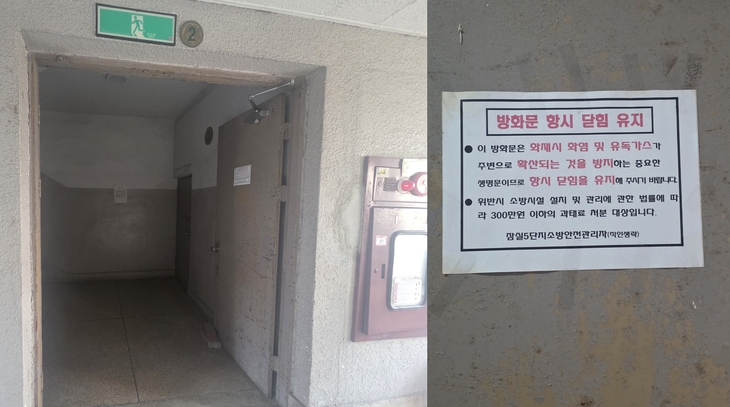 2
방화문 항시 닫힘 유지
● 이 방화문은 화재시 화염 및 유독가스가
주변으로 확산되는 것을 방지하는 중요한
생명문이므로 항시 닫힘을 유지해 주시기 바랍니다.
● 위반시 소방시설 설치 및 관리에 관한 법률에 따
라 300만원 이하의 과태료 처분 대상입니다.
잠실5단지소방안전관리자(직인생략)